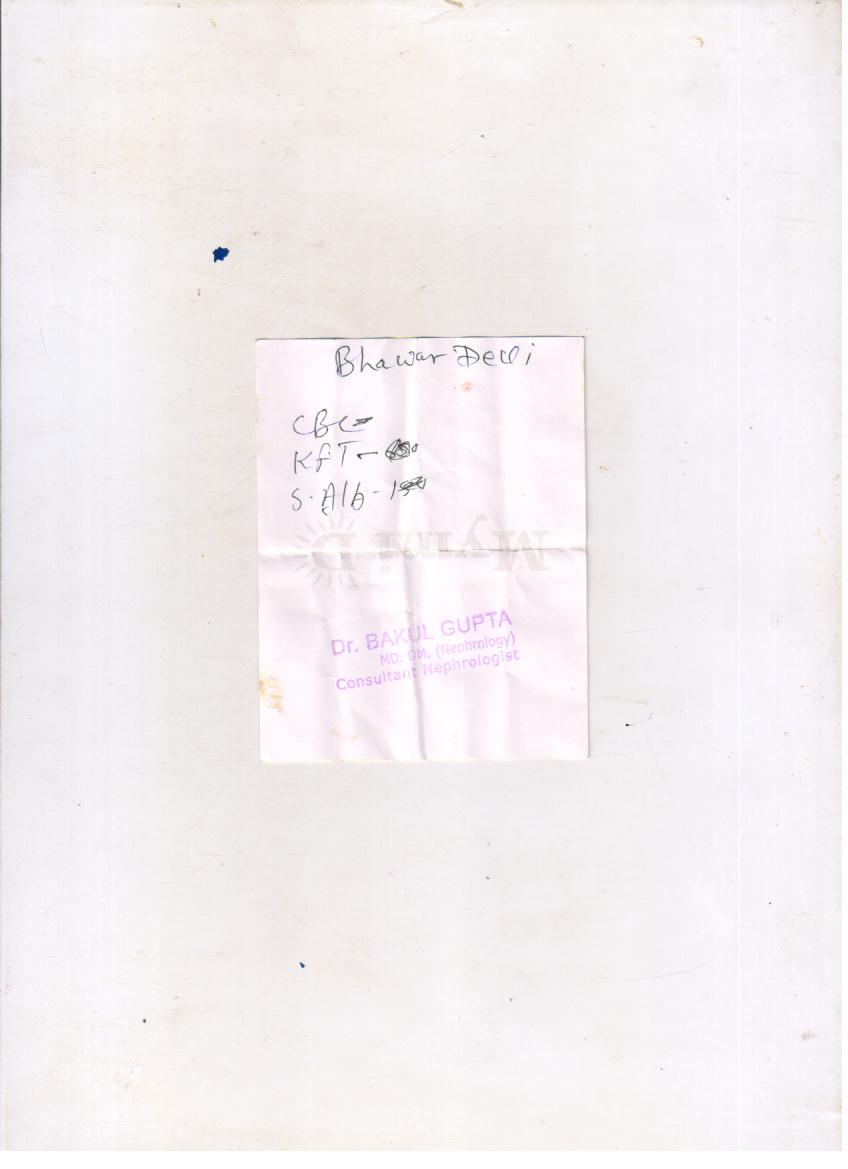 Bhawar Devi
CBC-
KFT -
S. Alb -
Dr. BAKUL GUPTA
MD. DM. (Nephrology)
Consultant Nephrologist